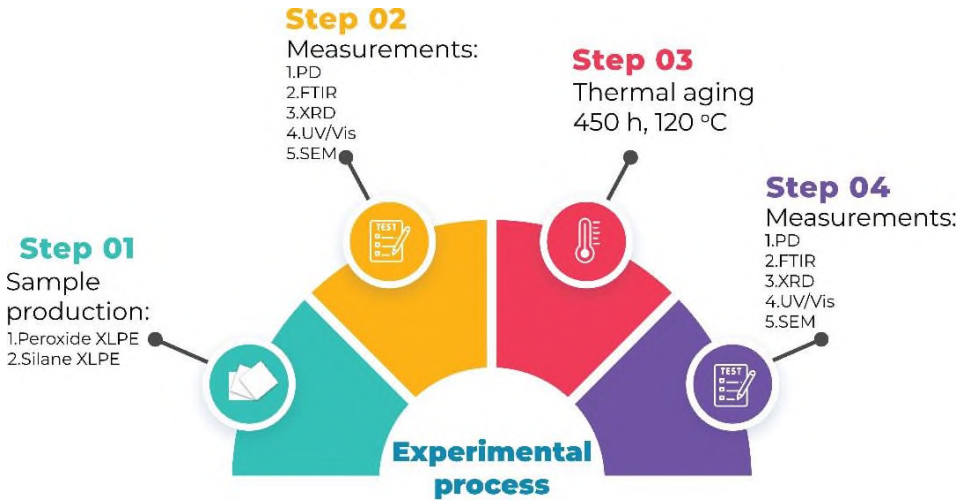 Step 01
Sample
production:
1.Peroxide XLPE
2.Silane XLPE
Step 02
Measurements:
1.PD
2.FTIR
3.XRD
4.UV/Vis
5.SEM
TEST
Step 03
Thermal aging
450 h, 120 °C
Step 04
Measurements:
1.PD
2.FTIR
3.XRD
4.UV/Vis
5.SEM
TEST
Experimental
process